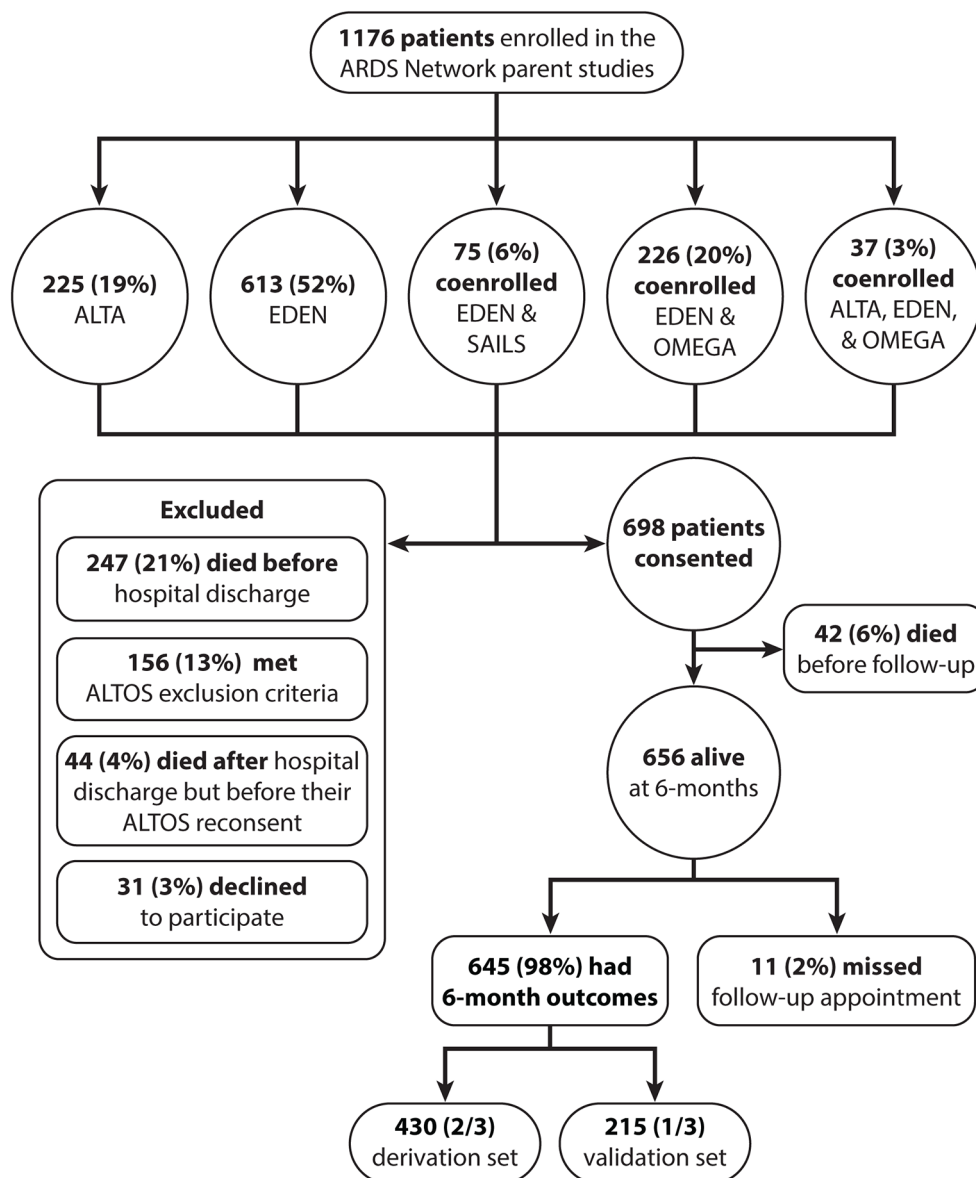 1176 patients enrolled in the
ARDS Network parent studies
225 (19%)
ALTA
613 (52%)
EDEN
75 (6%)
coenrolled
EDEN &
SAILS
226 (20%)
coenrolled
EDEN &
OMEGA
37 (3%)
coenrolled
ALTA, EDEN,
& OMEGA
Excluded
247 (21%) died before
hospital discharge
156 (13%) met
ALTOS exclusion criteria
44 (4%) died after hospital
discharge but before their
ALTOS reconsent
31 (3%) declined
to participate
698 patients
consented
42 (6%) died
before follow-up
656 alive
at 6-months
645 (98%) had
6-month outcomes
11 (2%) missed
follow-up appointment
430 (2/3)
derivation set
215 (1/3)
validation set